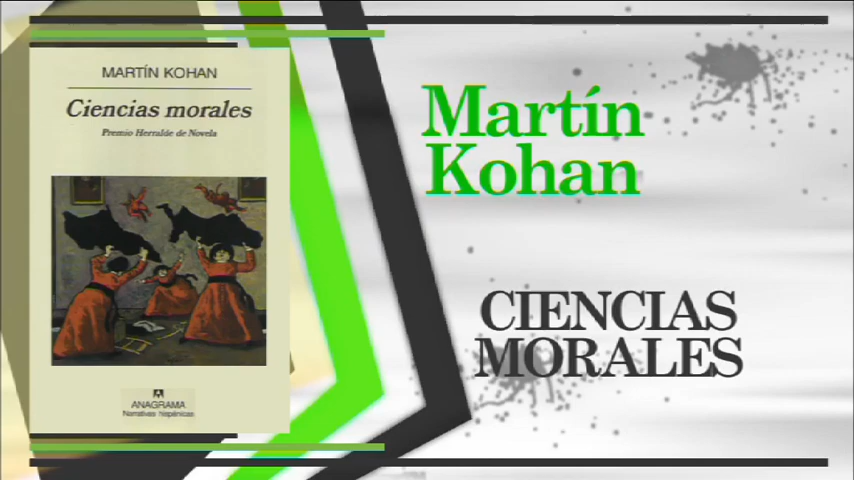 MARTÍN KOHAN
Ciencias morales
Premio Herralde de Novela
ANAGRAMA
Narrativas hispánicas
Martín
Kohan
CIENCIAS
MORALES